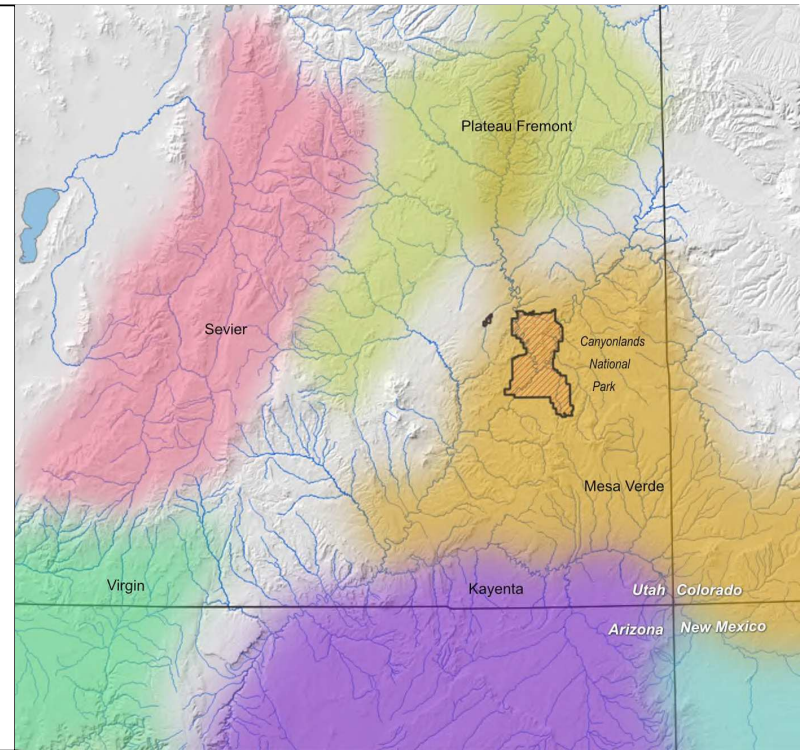 Plateau Fremont
Sevier
Canyonlands
National
Park
Mesa Verde
Virgin
Kayenta
Utah
Colorado
Arizona
New Mexico